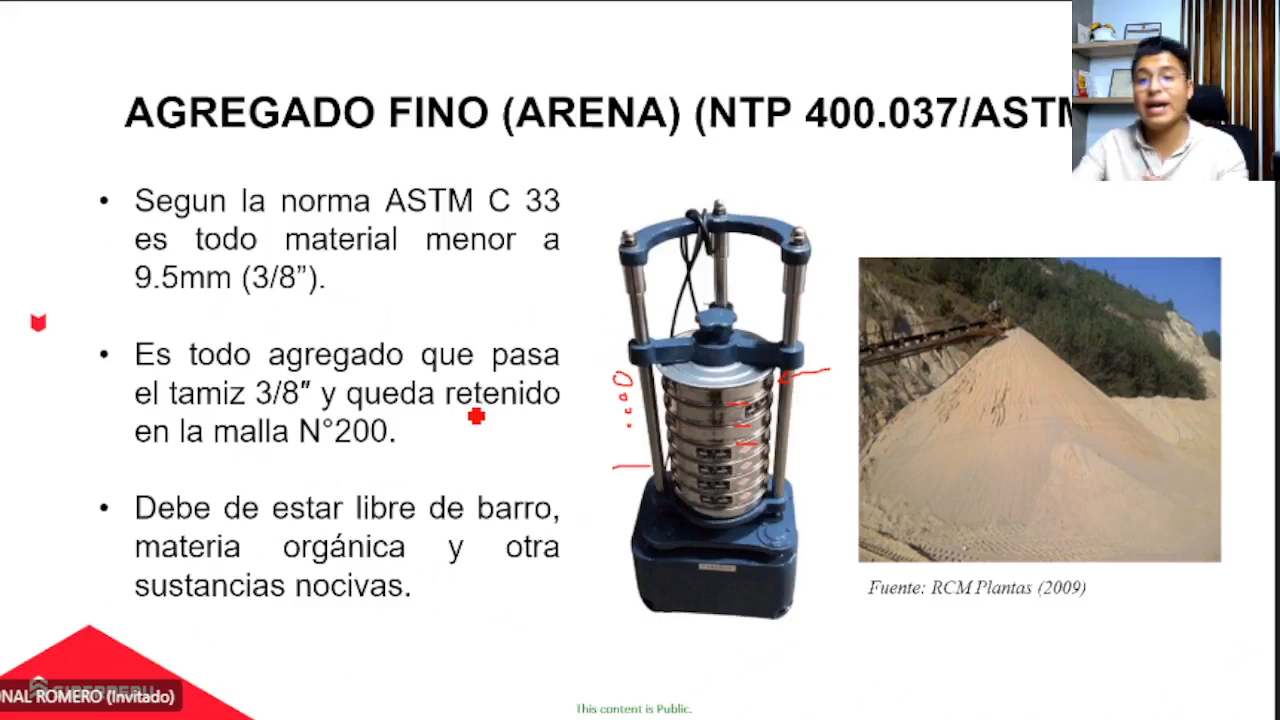 AGREGADO FINO (ARENA) (NTP 400.037/ASTM
• Segun la norma ASTM C 33
es todo material menor a
9.5mm (3/8”).
• Es todo agregado que pasa
el tamiz 3/8″ y queda retenido
en la malla N°200.
• Debe de estar libre de barro,
materia orgánica y otra
sustancias nocivas.
Fuente: RCM Plantas (2009)
NAL ROMERO (Invitado)
This content is Public.